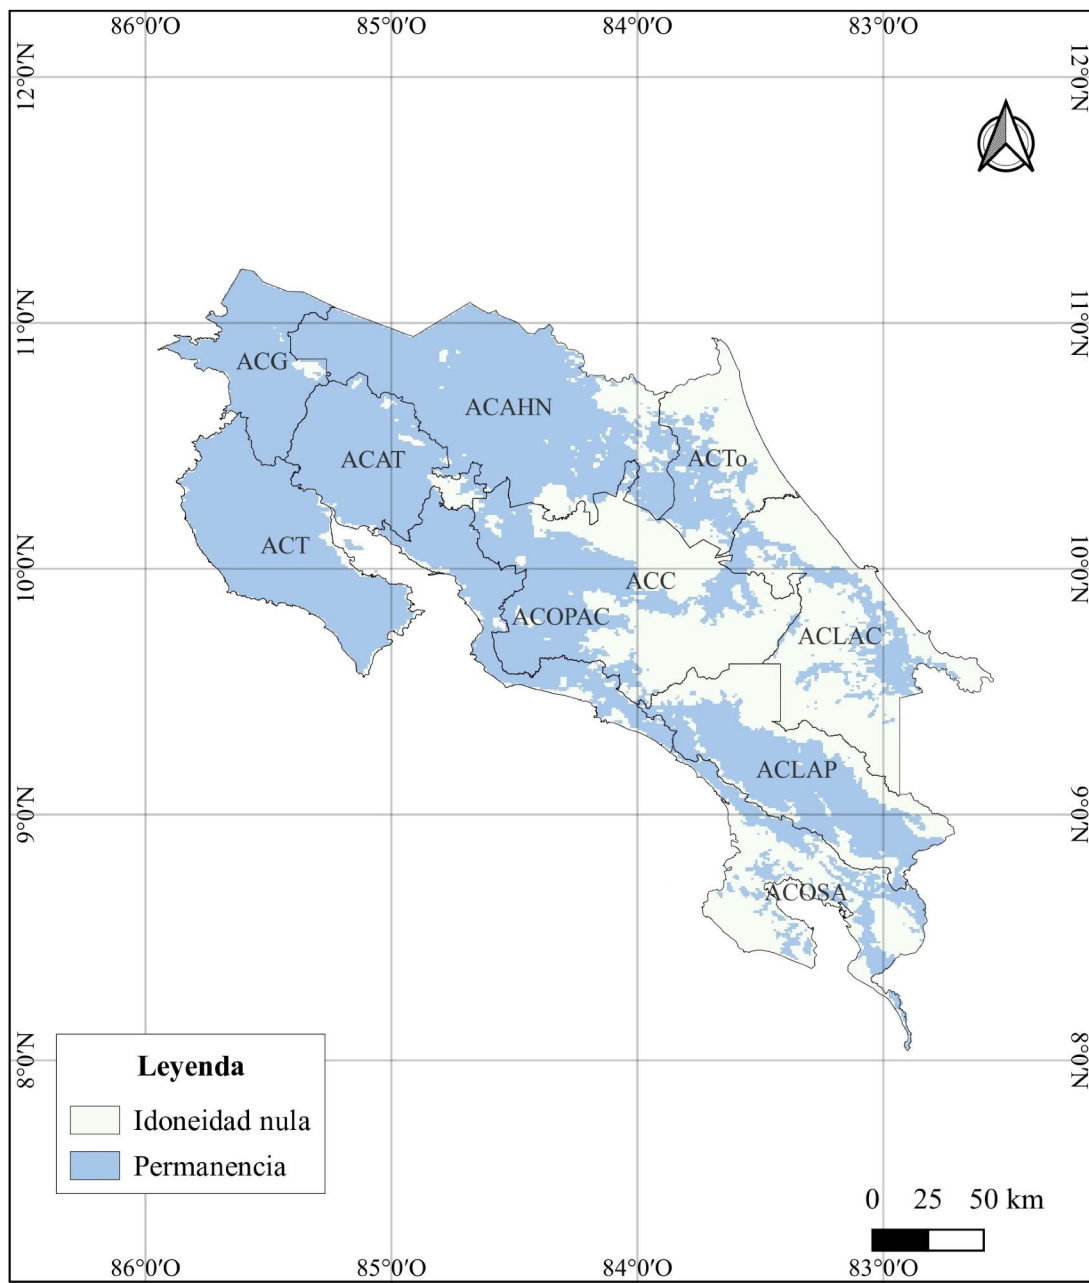 86°0′O 85°0′O 84°0′O 83°0′O
12°0′N 12°0′N
11°0′N 11°0′N
ACG
ACAHN
ACAT
ACTo
ACT
10°0′N 10°0′N
ACC
ACOPAC
ACLAC
ACLAP
9°0′N 9°0′N
ACOSA
8°0′N 8°0′N
Leyenda
Idoneidad nula
Permanencia
0 25 50 km
86°0′O 85°0′O 84°0′O 83°0′O